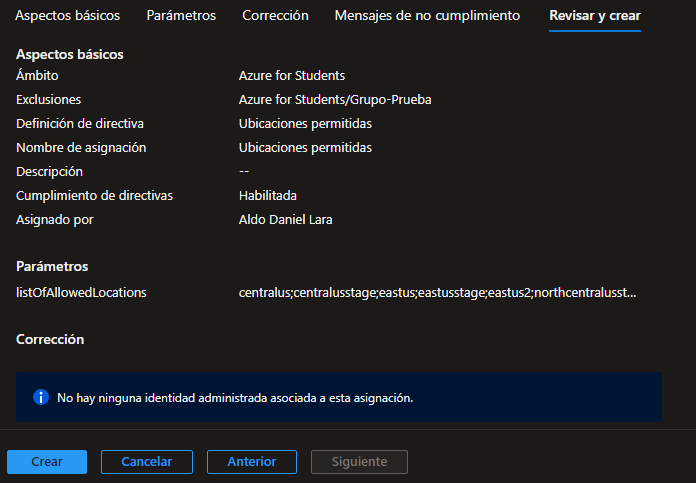 Aspectos básicos Parámetros Corrección Mensajes de no cumplimiento Revisar y crear
Aspectos básicos
Ámbito Azure for Students
Exclusiones Azure for Students/Grupo-Prueba
Definición de directiva Ubicaciones permitidas
Nombre de asignación Ubicaciones permitidas
Descripción --
Cumplimiento de directivas Habilitada
Asignado por Aldo Daniel Lara
Parámetros
listOfAllowedLocations centralus;centralusstage;eastus;eastusstage;eastus2;northcentralusst...
Corrección
No hay ninguna identidad administrada asociada a esta asignación.
Crear Cancelar Anterior Siguiente